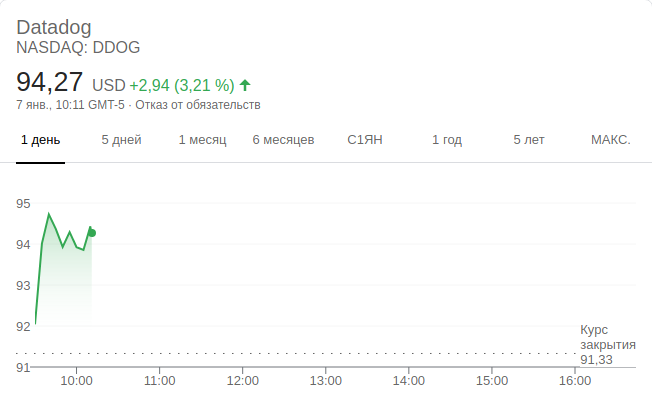 Datadog
NASDAQ: DDOG
94,27 USD +2,94 (3,21 %)
7 янв., 10:11 GMT-5 · Отказ от обязательств
1 день 5 дней 1 месяц 6 месяцев С1ЯН 1 год 5 лет МАКС.
95
94
93
92
91
Курс
закрытия
91,33
10:00 11:00 12:00 13:00 14:00 15:00 16:00